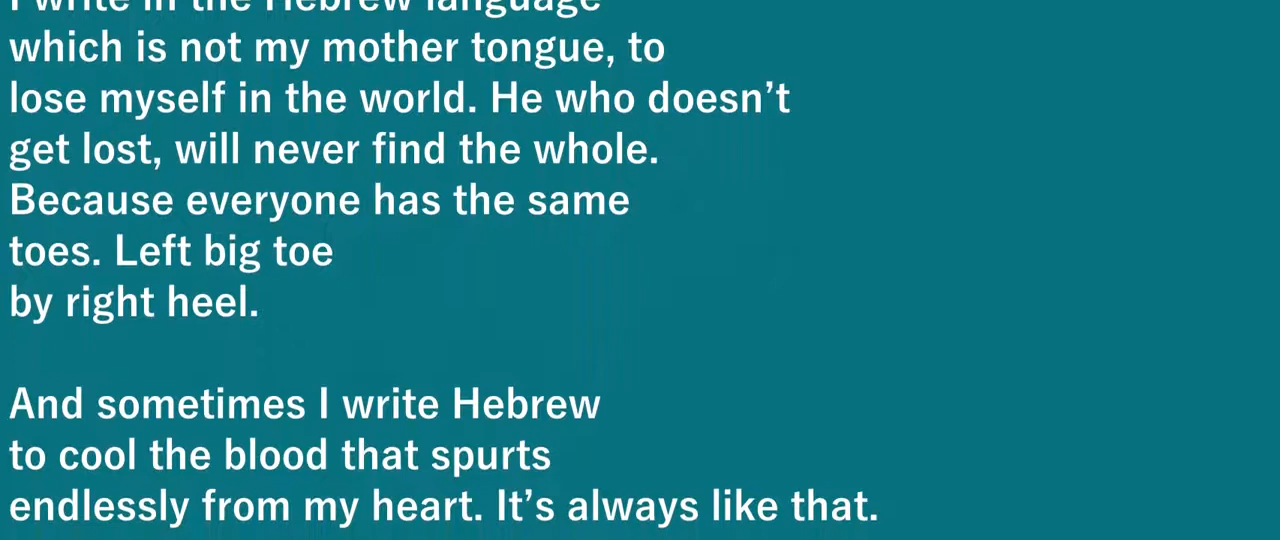 I write in the Hebrew language
which is not my mother tongue, to
lose myself in the world. He who doesn’t
get lost, will never find the whole.
Because everyone has the same
toes. Left big toe
by right heel.
And sometimes I write Hebrew
to cool the blood that spurts
endlessly from my heart. It’s always like that.